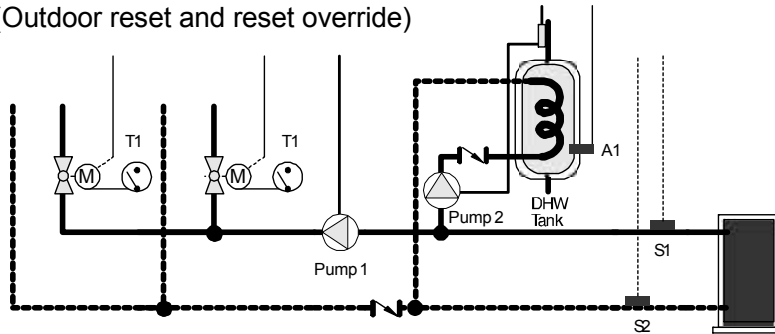 (Outdoor reset and reset override)
T1
T1
M
M
A1
DHW
Tank
Pump 2
S1
Pump 1
S2